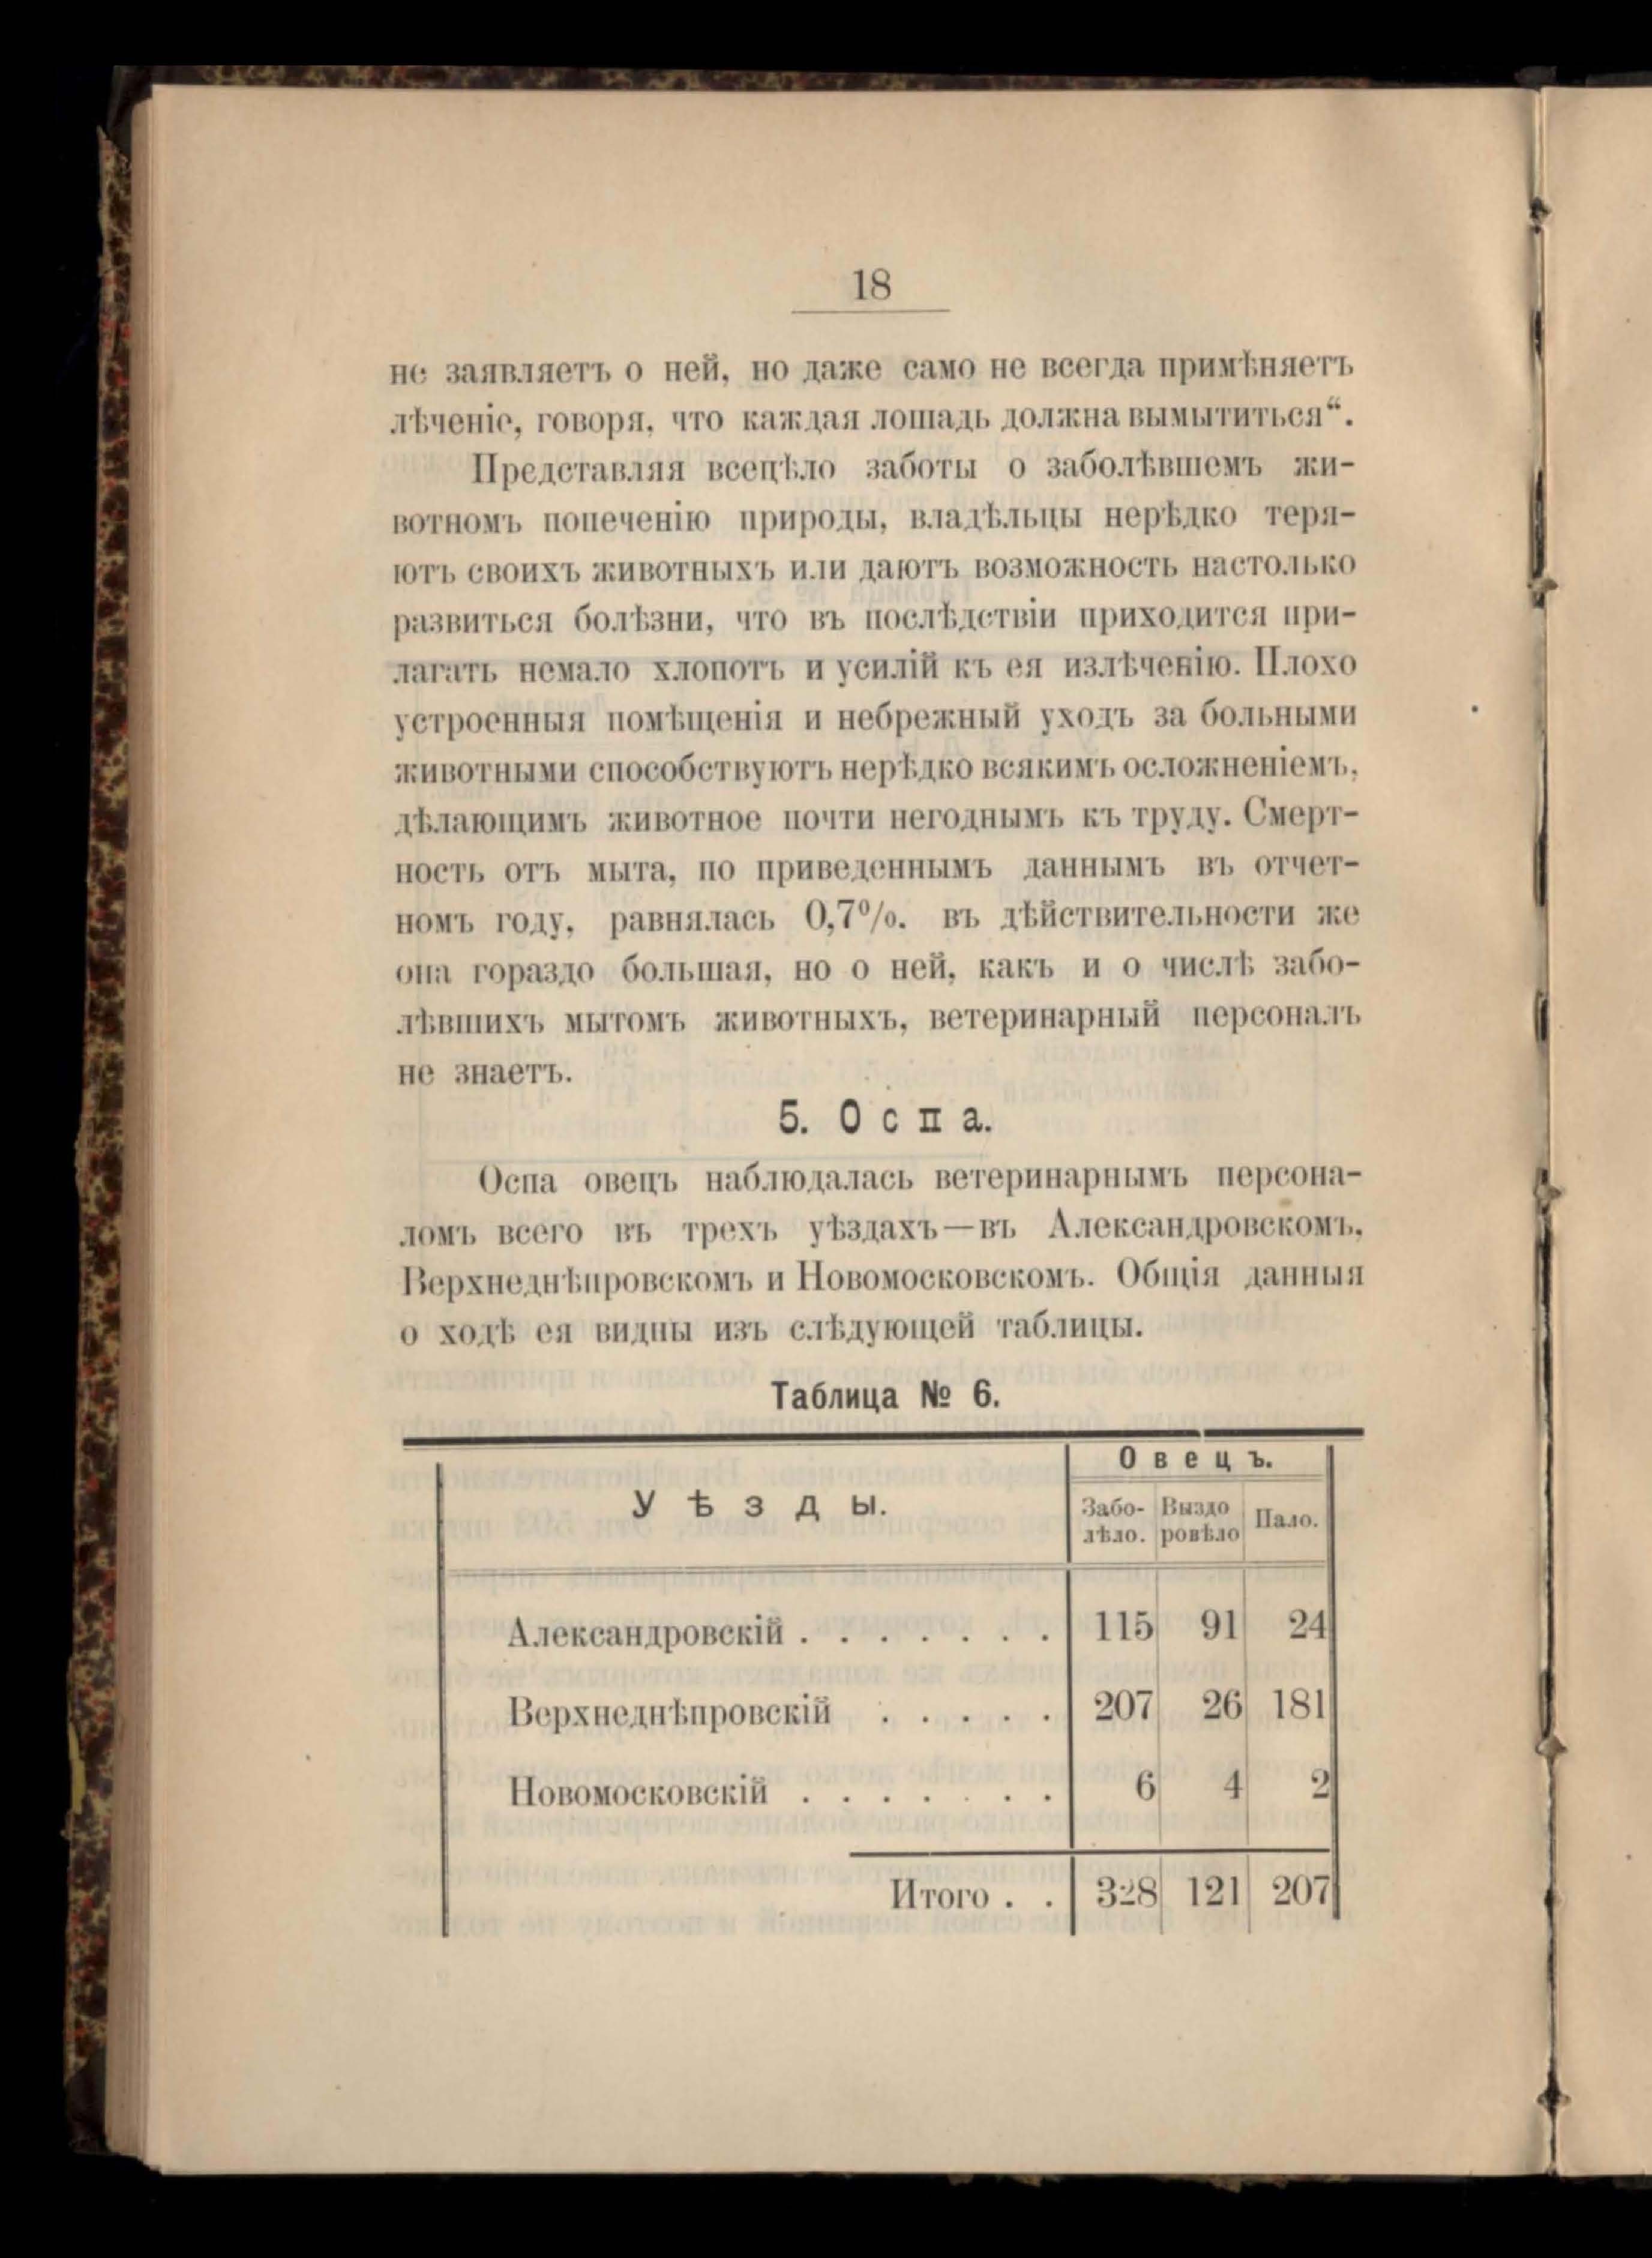 18
не заявляетъ о ней, но даже само не всегда примѣняетъ
лѣченіе, говоря, что каждая лошадь должна вымытиться“.
Представляя всецѣло заботы о заболѣвшемъ жи-
вотномъ попеченію природы, владѣльцы нерѣдко теря-
ютъ своихъ животныхъ или даютъ возможность настолько
развиться болѣзни, что въ послѣдствіи приходится при-
лагать немало хлопотъ и усилій къ ея излѣченію. Плохо
устроенныя помѣщенія и небрежный уходъ за больными
животными способствуютъ нерѣдко всякимъ осложненіемъ,
дѣлающимъ животное почти негоднымъ къ труду. Смерт-
ность отъ мыта, по приведеннымъ даннымъ въ отчет-
номъ году, равнялась 0,7%. въ дѣйствительности же
она гораздо большая, но о ней, какъ и о числѣ забо-
лѣвшихъ мытомъ животныхъ, ветеринарный персоналъ
не знаетъ.
5. Оспа.
Оспа овецъ наблюдалась ветеринарнымъ персона-
ломъ всего въ трехъ уѣздахъ—въ Александровскомъ,
Верхнеднѣпровскомъ и Новомосковскомъ. Общія данныя
о ходѣ ея видны изъ слѣдующей таблицы.
Таблица № 6.
Уѣзды. Овецъ.
Забо- Выздо
лѣло. ровѣло Пало.
Александровскій . . . . . . . 115 91 24
Верхнеднѣпровскій . . . . . 207 26 181
Новомосковскій . . . . . . . 6 4 2
Итого . . 328 121 207